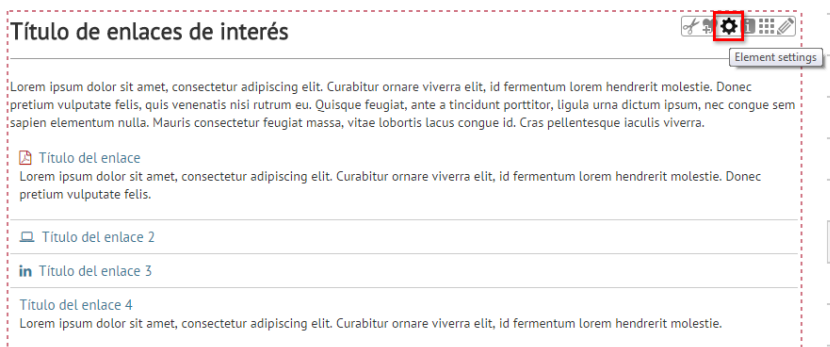 Título de enlaces de interés
Element settings
Lorem ipsum dolor sit amet, consectetur adipiscing elit. Curabitur ornare viverra elit, id fermentum lorem hendrerit molestie. Donec
pretium vulputate felis, quis venenatis nisi rutrum eu. Quisque feugiat, ante a tincidunt porttitor, ligula urna dictum ipsum, nec congue sem
sapien elementum nulla. Mauris consectetur feugiat massa, vitae lobortis lacus congue id. Cras pellentesque iaculis viverra.
Título del enlace
Lorem ipsum dolor sit amet, consectetur adipiscing elit. Curabitur ornare viverra elit, id fermentum lorem hendrerit molestie. Donec
pretium vulputate felis.
Título del enlace 2
in Título del enlace 3
Título del enlace 4
Lorem ipsum dolor sit amet, consectetur adipiscing elit. Curabitur ornare viverra elit, id fermentum lorem hendrerit molestie.